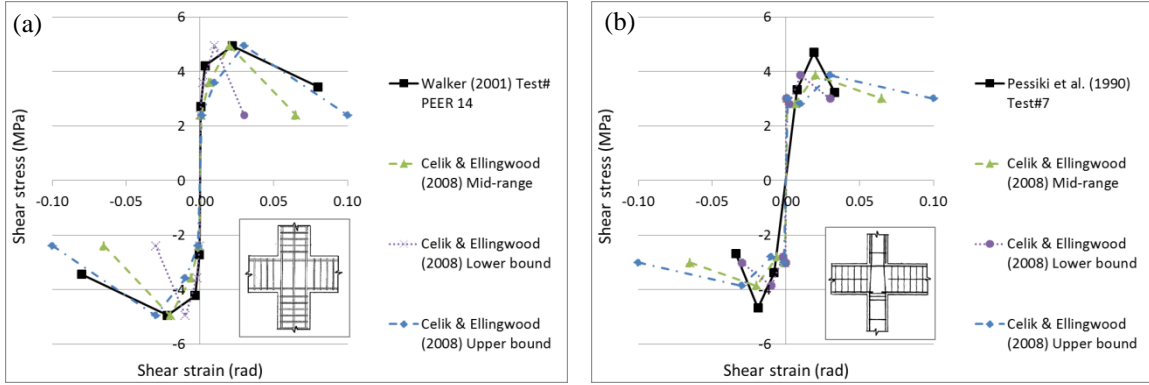 (a)
Shear stress (MPa)
6
4
2
0
-2
-4
-6
-0.10
-0.05
0.00
0.05
0.10
Shear strain (rad)
Walker (2001) Test#
PEER 14
Celik & Ellingwood
(2008) Mid-range
Celik & Ellingwood
(2008) Lower bound
Celik & Ellingwood
(2008) Upper bound
(b)
Shear stress (MPa)
6
4
2
0
-2
-4
-6
-0.10
-0.05
0.00
0.05
0.10
Shear strain (rad)
Pessiki et al. (1990)
Test#7
Celik & Ellingwood
(2008) Mid-range
Celik & Ellingwood
(2008) Lower bound
Celik & Ellingwood
(2008) Upper bound